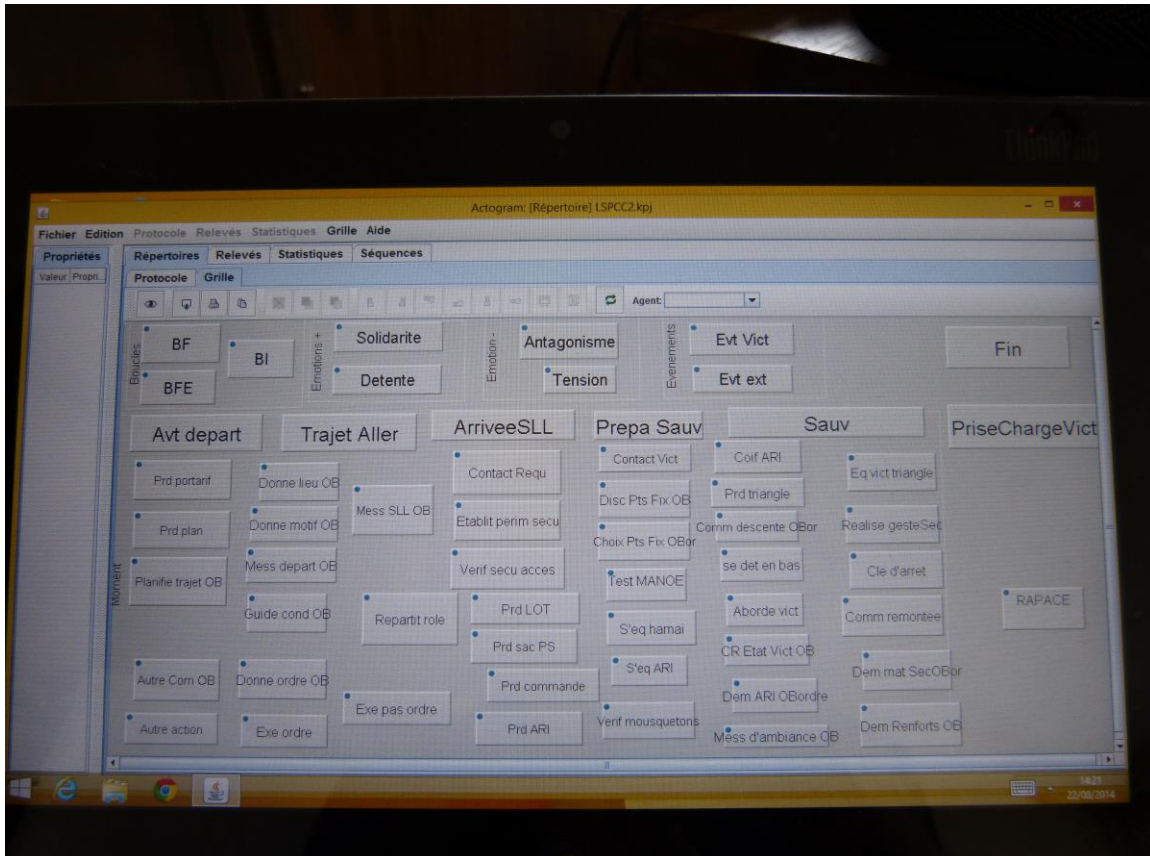 ThinkPad
Actogram: [Répertoire] LSPCC2.kpj
Fichier Edition Protocole Relevés Statistiques Grille Aide
Propriétés
Valeur Propri...
Répertoires Relevés Statistiques Séquences
Protocole Grille
Agent:
Boucles
BF
BI
BFE
Emotions +
Solidarite
Detente
Emotion -
Antagonisme
Tension
Evenements
Evt Vict
Evt ext
Fin
Avt depart
Trajet Aller
ArriveeSLL
Prepa Sauv
Sauv
PriseChargeVict
Moment
Prd portatif
Prd plan
Planifie trajet OB
Autre Com OB
Autre action
Donne lieu OB
Donne motif OB
Mess depart OB
Guide cond OB
Donne ordre OB
Exe ordre
Mess SLL OB
Repartit role
Exe pas ordre
Contact Requ
Etablit perim secu
Verif secu acces
Prd LOT
Prd sac PS
Prd commande
Prd ARI
Contact Vict
Disc Pts Fix OB
Choix Pts Fix OBor
Test MANOE
S'eq harnai
S'eq ARI
Verif mousquetons
Coif ARI
Prd triangle
Comm descente OBor
se det en bas
Aborde vict
CR Etat Vict OB
Dem ARI OBordre
Mess d'ambiance OB
Eq vict triangle
Realise gesteSec
Cle d'arret
Comm remontee
Dem mat SecOBor
Dem Renforts OB
RAPACE
14:21
22/08/2014